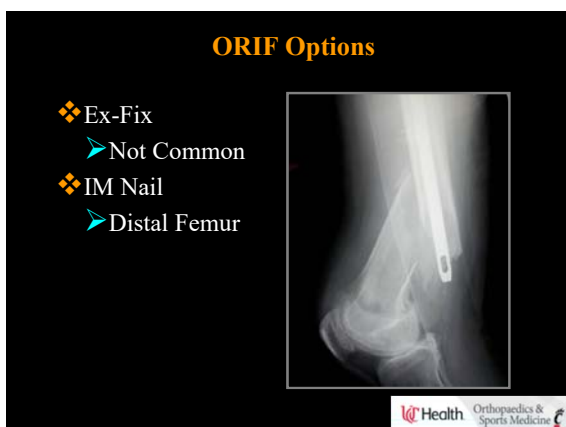 ORIF Options
Ex-Fix
Not Common
IM Nail
Distal Femur
UC Health Orthopaedics &
Sports Medicine